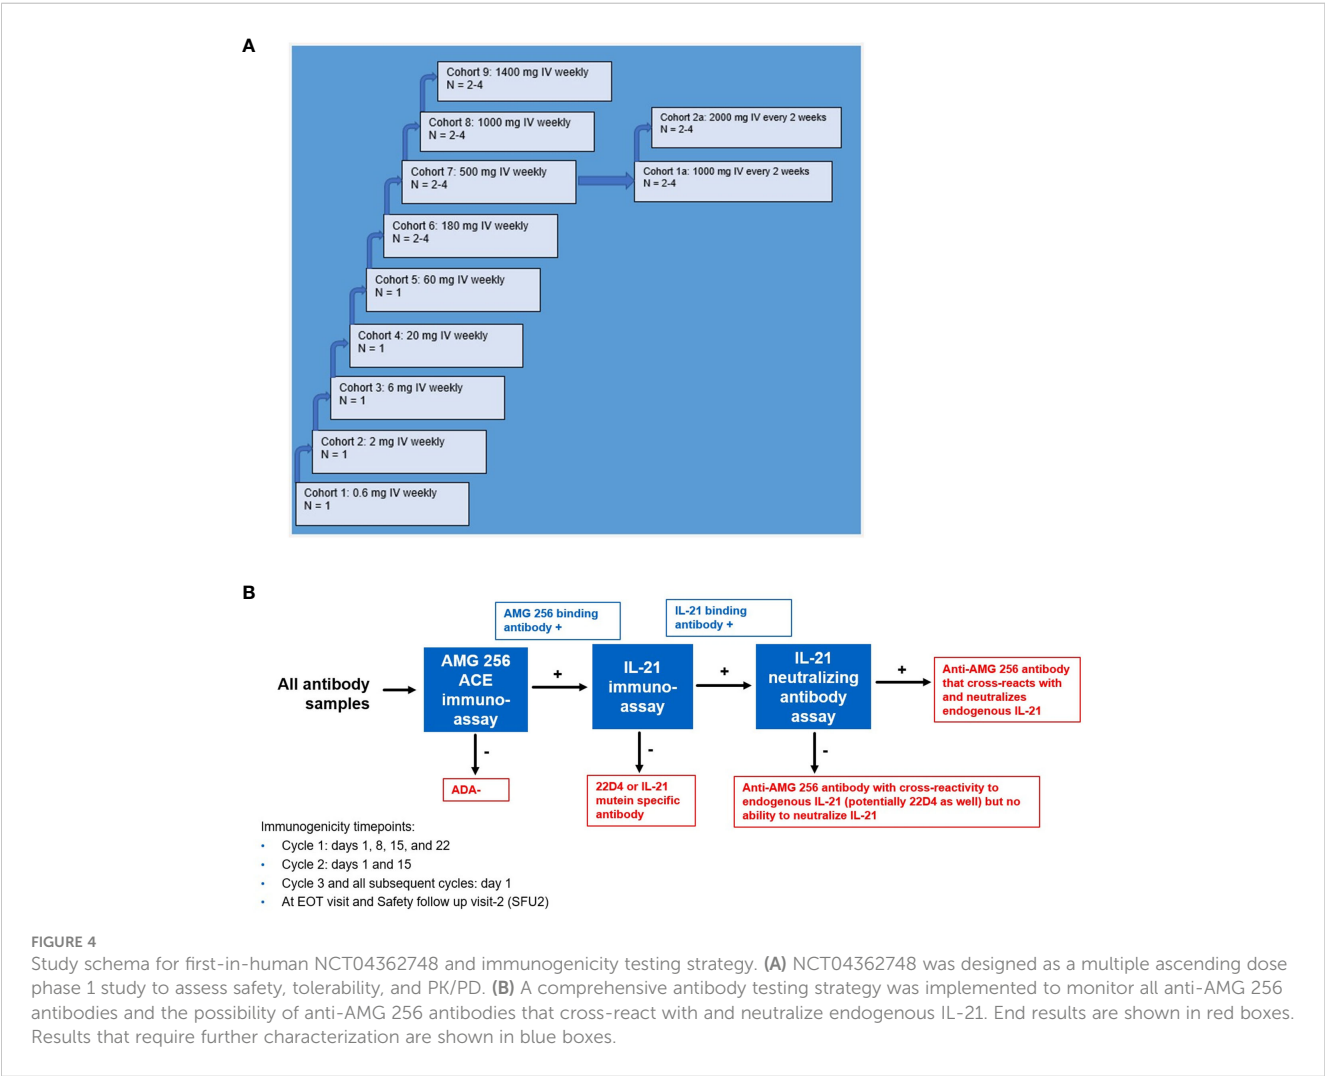 A
Cohort 9: 1400 mg IV weekly
N = 2-4
Cohort 8: 1000 mg IV weekly
N = 2-4
Cohort 2a: 2000 mg IV every 2 weeks
N = 2-4
Cohort 7: 500 mg IV weekly
N = 2-4
Cohort 1a: 1000 mg IV every 2 weeks
N = 2-4
Cohort 6: 180 mg IV weekly
N = 2-4
Cohort 5: 60 mg IV weekly
N = 1
Cohort 4: 20 mg IV weekly
N = 1
Cohort 3: 6 mg IV weekly
N = 1
Cohort 2: 2 mg IV weekly
N = 1
Cohort 1: 0.6 mg IV weekly
N = 1
B
AMG 256 binding
antibody +
IL-21 binding
antibody +
All antibody
samples
AMG 256
ACE
immuno-
assay
+
IL-21
immuno-
assay
+
IL-21
neutralizing
antibody
assay
+
Anti-AMG 256 antibody
that cross-reacts with
and neutralizes
endogenous IL-21
-
-
-
ADA-
22D4 or IL-21
mutein specific
antibody
Anti-AMG 256 antibody with cross-reactivity to
endogenous IL-21 (potentially 22D4 as well) but no
ability to neutralize IL-21
Immunogenicity timepoints:
• Cycle 1: days 1, 8, 15, and 22
• Cycle 2: days 1 and 15
• Cycle 3 and all subsequent cycles: day 1
• At EOT visit and Safety follow up visit-2 (SFU2)
FIGURE 4
Study schema for first-in-human NCT04362748 and immunogenicity testing strategy. (A) NCT04362748 was designed as a multiple ascending dose
phase 1 study to assess safety, tolerability, and PK/PD. (B) A comprehensive antibody testing strategy was implemented to monitor all anti-AMG 256
antibodies and the possibility of anti-AMG 256 antibodies that cross-react with and neutralize endogenous IL-21. End results are shown in red boxes.
Results that require further characterization are shown in blue boxes.